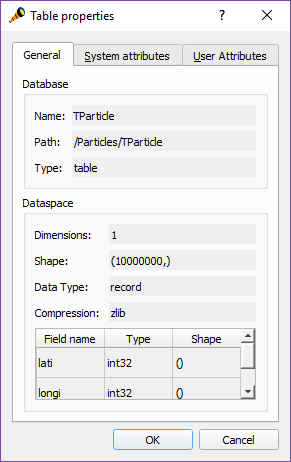 Table properties
General System attributes User Attributes
Database
Name: TParticle
Path: /Particles/TParticle
Type: table
Dataspace
Dimensions: 1
Shape: (10000000,)
Data Type: record
Compression: zlib
Field name Type Shape
lati int32 ()
longi int32 ()
OK Cancel